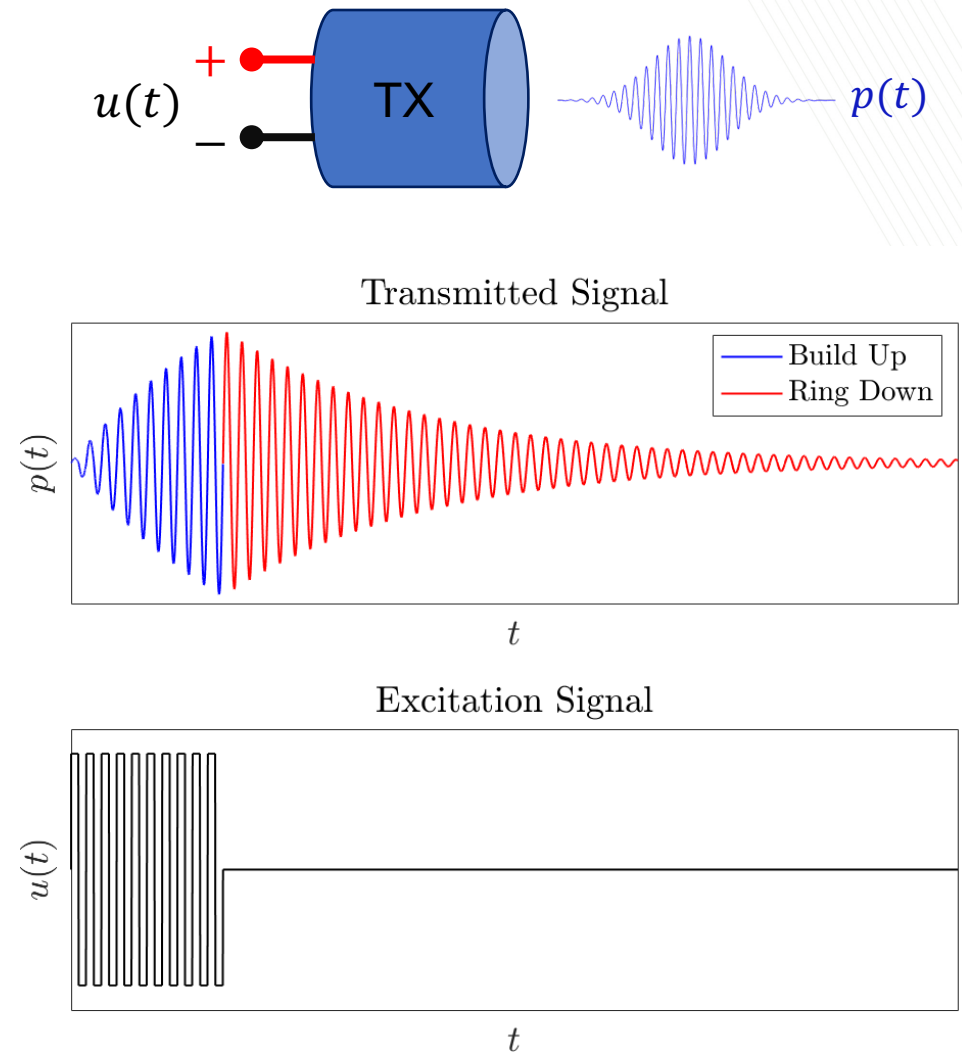 +
u(t)
−
TX
p(t)
Transmitted Signal
Build Up
Ring Down
p(t)
t
Excitation Signal
u(t)
t